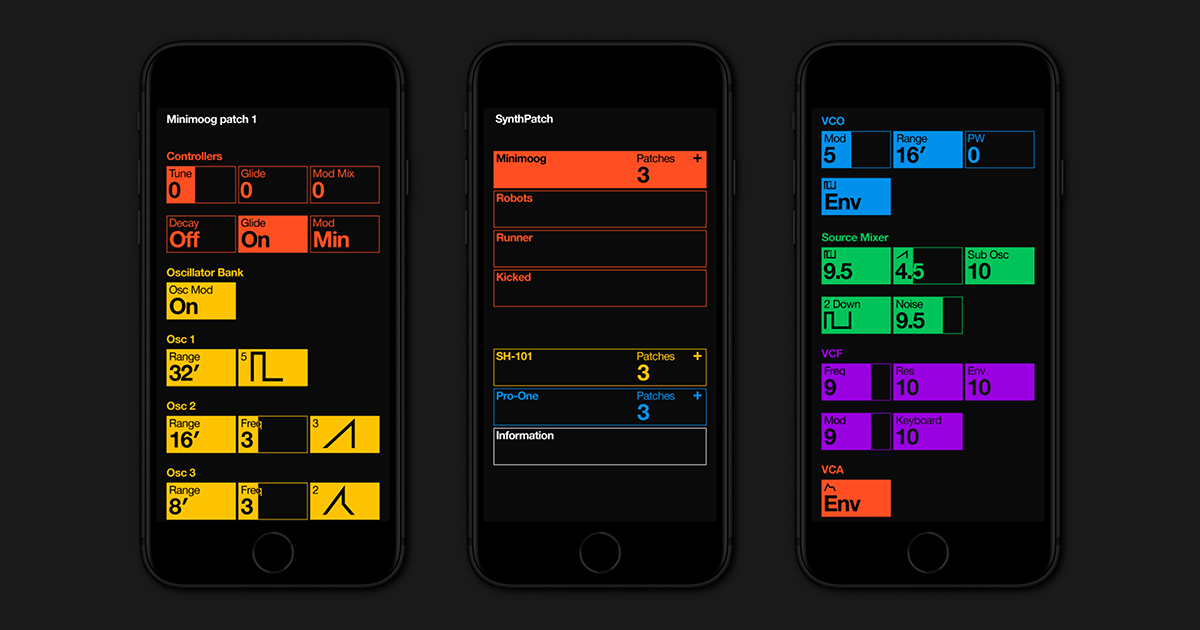 Minimoog patch 1
Controllers
Tune Glide Mod Mix
0 0 0
Decay Glide Mod
Off On Min
Oscillator Bank
Osc Mod
On
Osc 1
Range 5
32′
Osc 2
Range Freq 3
16′ 3
Osc 3
Range Freq 2
8′ 3
SynthPatch
Minimoog Patches +
3
Robots
Runner
Kicked
SH-101 Patches +
3
Pro-One Patches +
3
Information
VCO
Mod Range PW
5 16′ 0
Env
Source Mixer
Sub Osc
9.5 4.5 10
2 Down Noise
9.5
VCF
Freq Res Env
9 10 10
Mod Keyboard
9 10
VCA
Env